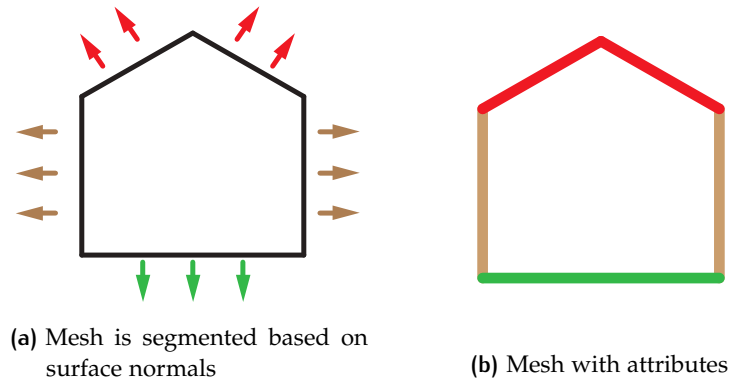 (a) Mesh is segmented based on
surface normals
(b) Mesh with attributes